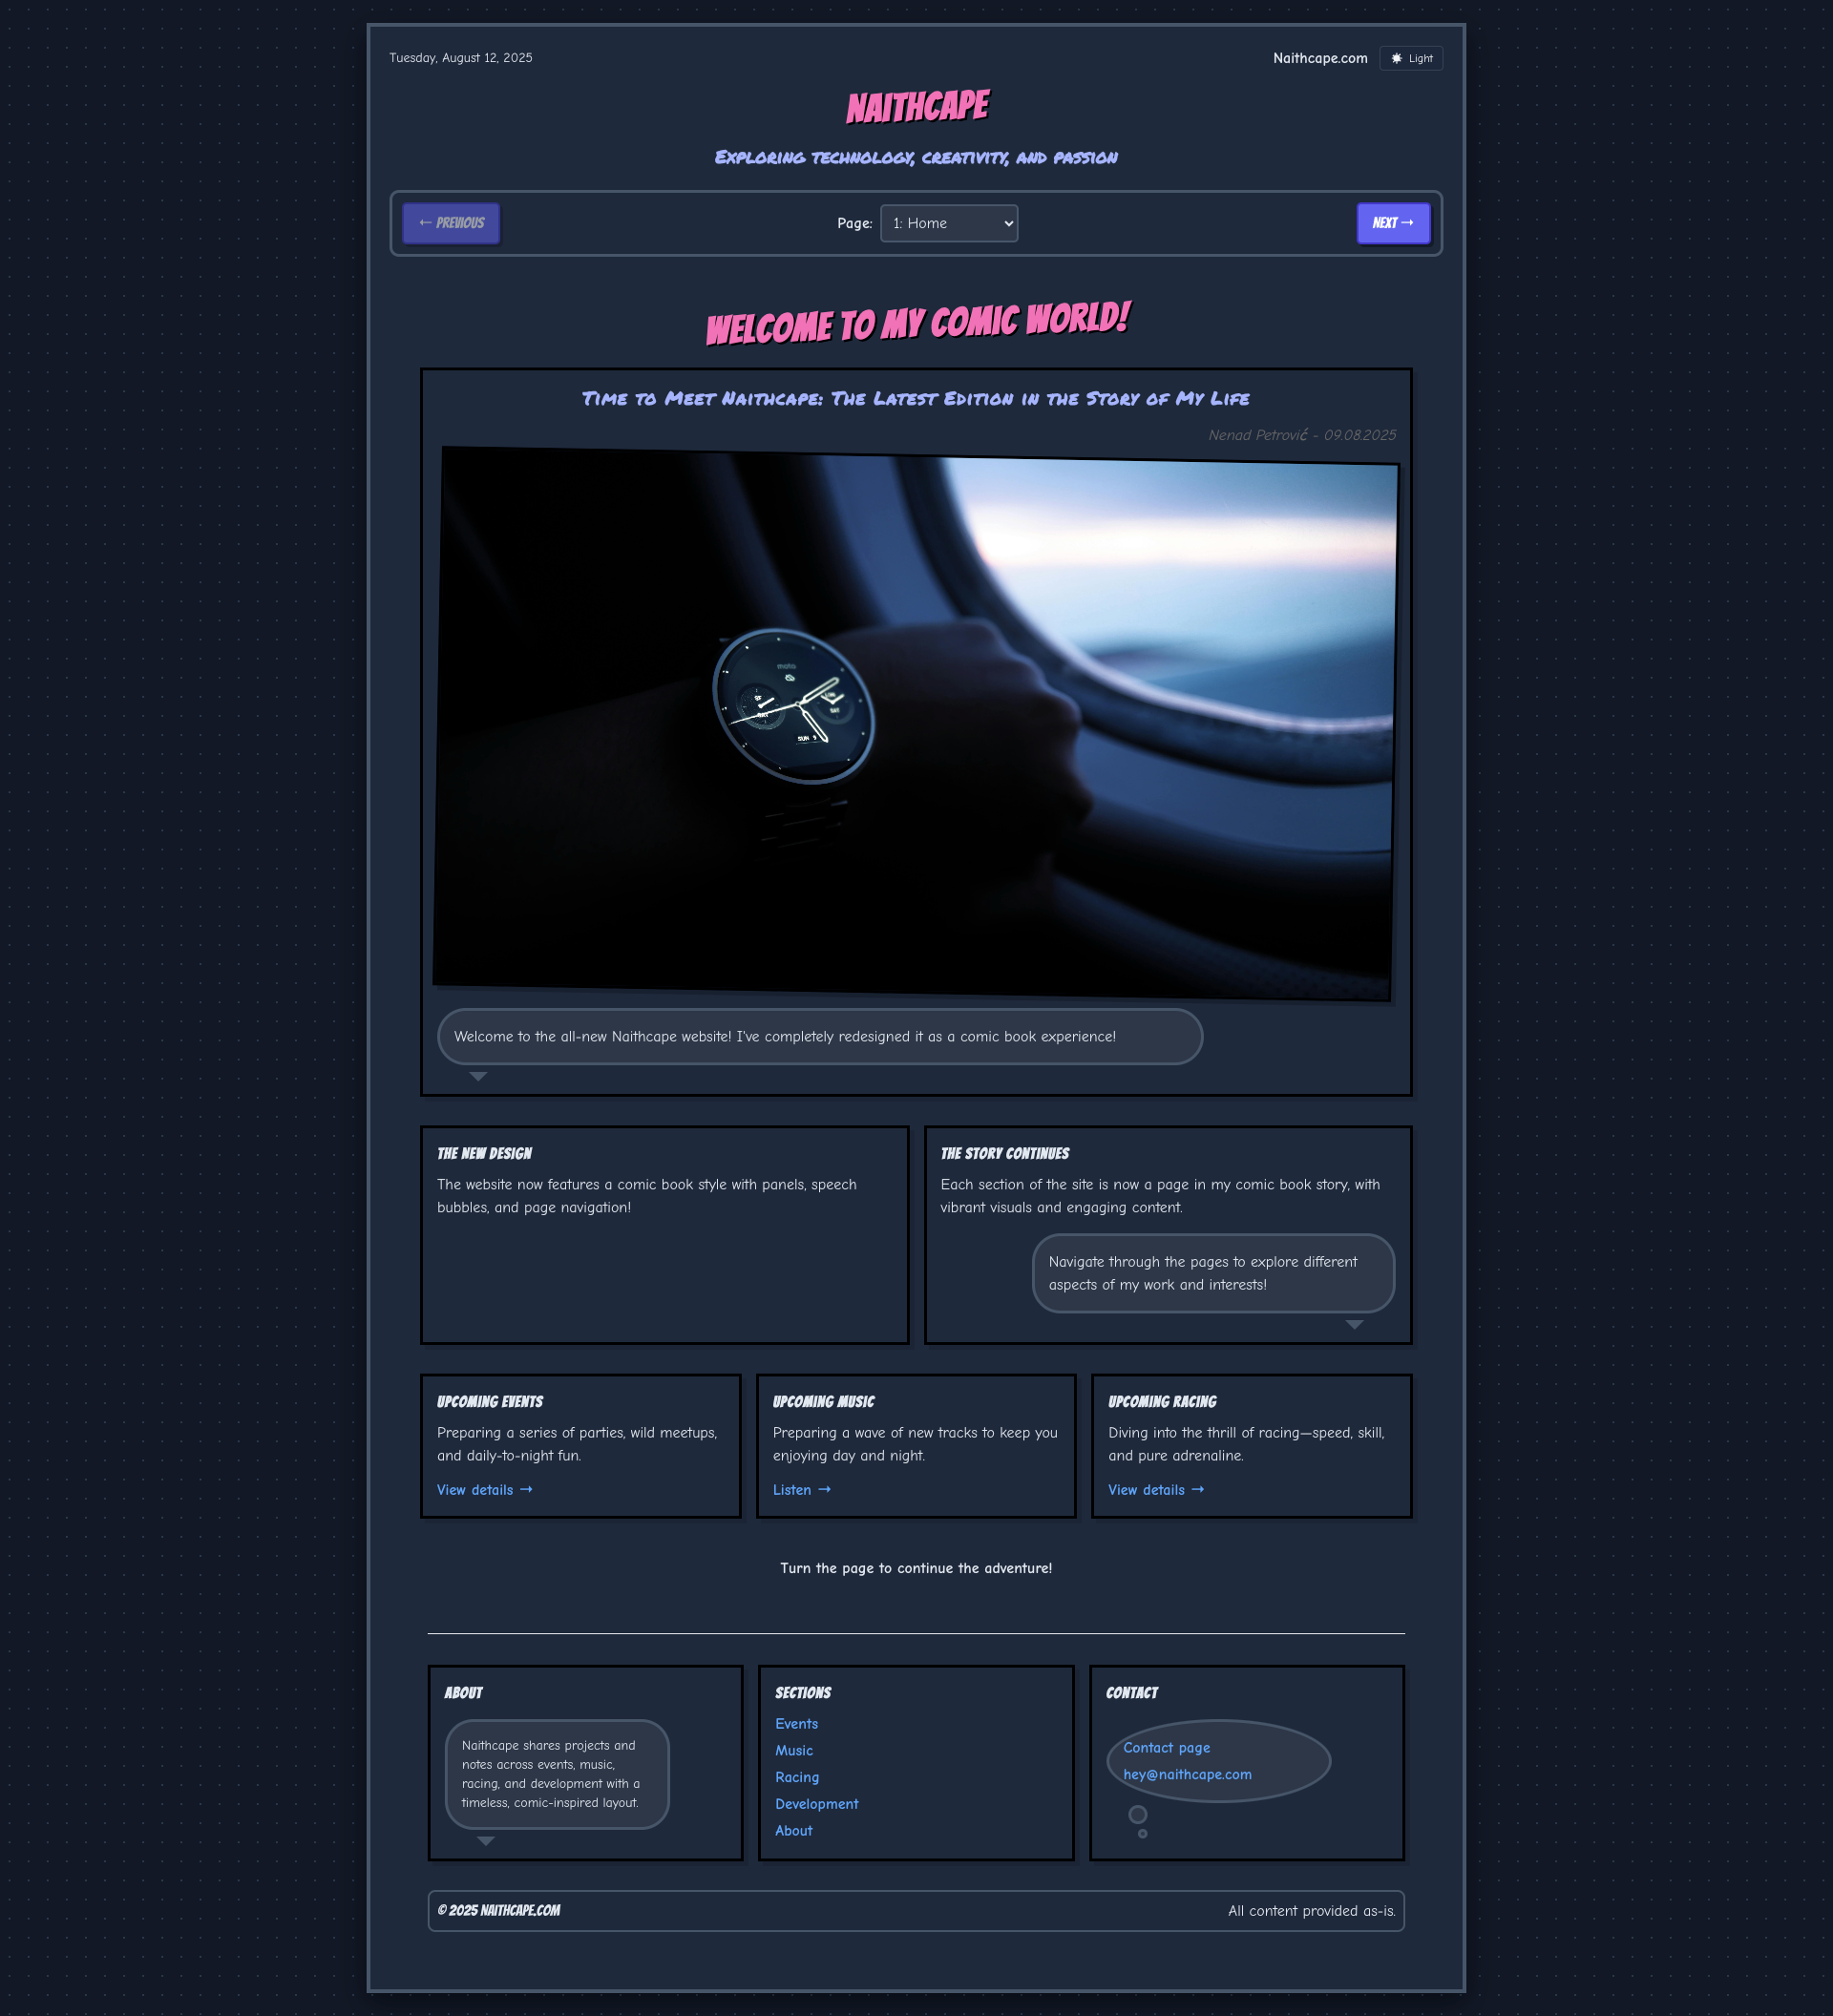 Tuesday, August 12, 2025
Naithcape.com
Light
NAITHCAPE
Exploring technology, creativity, and passion
← PREVIOUS
Page:
1: Home
NEXT →
WELCOME TO MY COMIC WORLD!
Time to Meet Naithcape: The Latest Edition in the Story of My Life
Nenad Petrović - 09.08.2025
moto
SUN 9
Welcome to the all-new Naithcape website! I've completely redesigned it as a comic book experience!
THE NEW DESIGN
The website now features a comic book style with panels, speech
bubbles, and page navigation!
THE STORY CONTINUES
Each section of the site is now a page in my comic book story, with
vibrant visuals and engaging content.
Navigate through the pages to explore different
aspects of my work and interests!
UPCOMING EVENTS
Preparing a series of parties, wild meetups,
and daily-to-night fun.
View details →
UPCOMING MUSIC
Preparing a wave of new tracks to keep you
enjoying day and night.
Listen →
UPCOMING RACING
Diving into the thrill of racing—speed, skill,
and pure adrenaline.
View details →
Turn the page to continue the adventure!
ABOUT
Naithcape shares projects and
notes across events, music,
racing, and development with a
timeless, comic-inspired layout.
SECTIONS
Events
Music
Racing
Development
About
CONTACT
Contact page
hey@naithcape.com
© 2025 NAITHCAPE.COM
All content provided as-is.